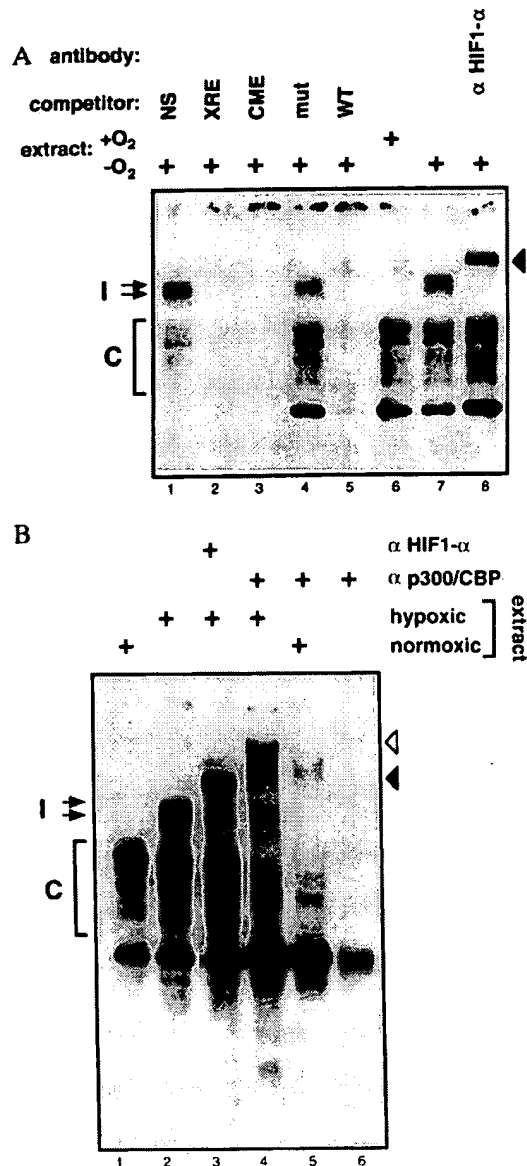 A antibody: α HIF1-α
competitor: NS XRE CME mut WT
extract: +O2 +
-O2 + + + + + + +
I
C
1 2 3 4 5 6 7 8
B
+ α HIF1-α
+ + + α p300/CBP
+ + + hypoxic
+ + normoxic
extract
I
C
1 2 3 4 5 6